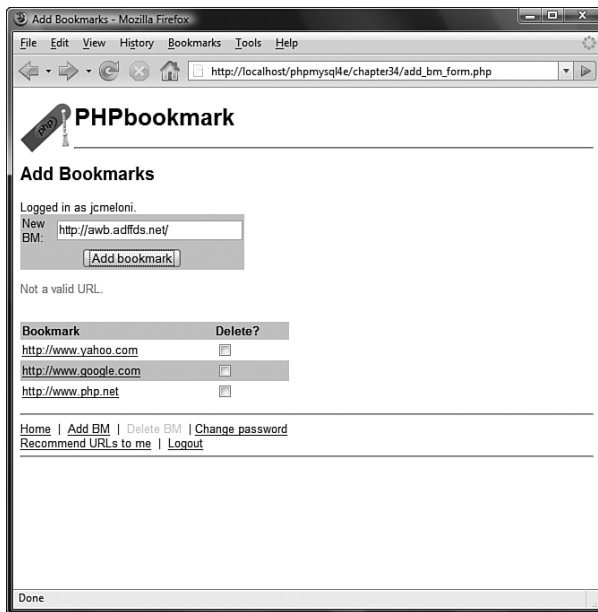 Add Bookmarks - Mozilla Firefox
File Edit View History Bookmarks Tools Help
http://localhost/phpmysql4e/chapter34/add_bm_form.php
php
PHPbookmark
Add Bookmarks
Logged in as jcmeloni.
New BM: http://awb.adffds.net/
Add bookmark
Not a valid URL.
Bookmark Delete?
http://www.yahoo.com
http://www.google.com
http://www.php.net
Home | Add BM | Delete BM | Change password
Recommend URLs to me | Logout
Done